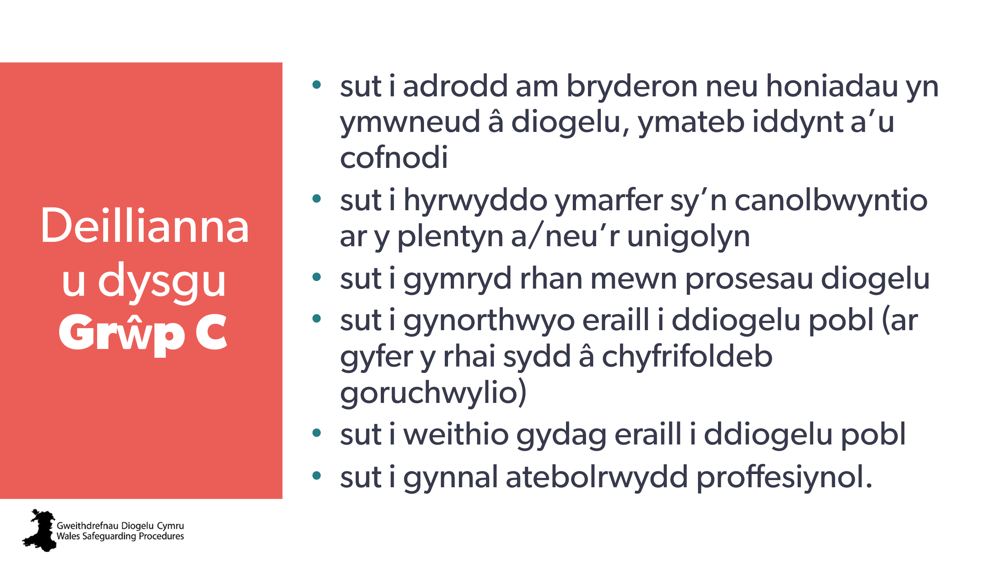 Deillianna
u dysgu
Grŵp C
• sut i adrodd am bryderon neu honiadau yn
ymwneud â diogelu, ymateb iddynt a’u
cofnodi
• sut i hyrwyddo ymarfer sy’n canolbwyntio
ar y plentyn a/neu’r unigolyn
• sut i gymryd rhan mewn prosesau diogelu
• sut i gynorthwyo eraill i ddiogelu pobl (ar
gyfer y rhai sydd â chyfrifoldeb
goruchwylio)
• sut i weithio gydag eraill i ddiogelu pobl
• sut i gynnal atebolrwydd proffesiynol.
Gweithdrefnau Diogelu Cymru
Wales Safeguarding Procedures